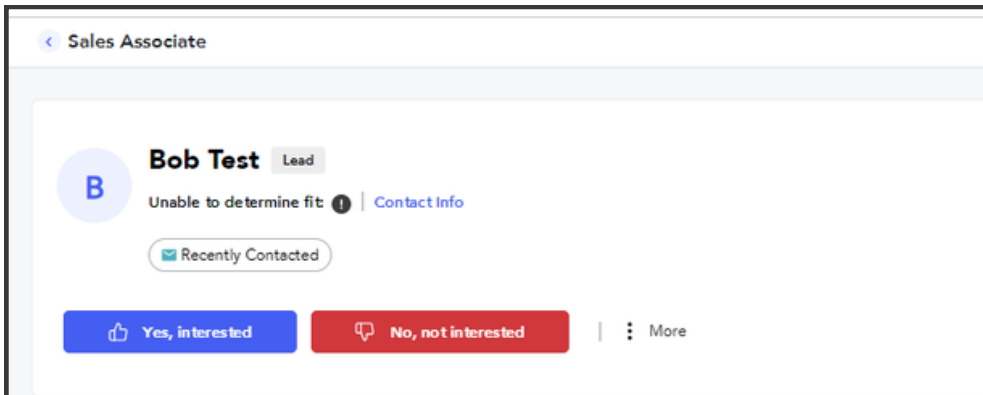 Sales Associate
B
Bob Test Lead
Unable to determine fit: ! | Contact Info
Recently Contacted
Yes, interested No, not interested | More